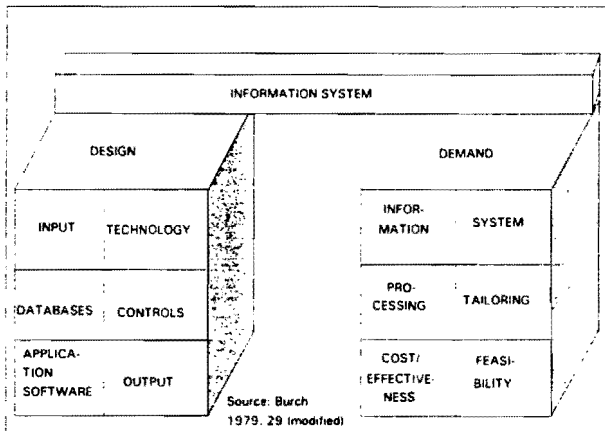 INFORMATION SYSTEM
DESIGN
DEMAND
INPUT
TECHNOLOGY
DATABASES
CONTROLS
APPLICA-
TION
SOFTWARE
OUTPUT
INFOR-
MATION
SYSTEM
PRO-
CESSING
TAILORING
COST/
EFFECTIVE-
NESS
FEASI-
BILITY
Source: Burch
1979. 29 (modified)